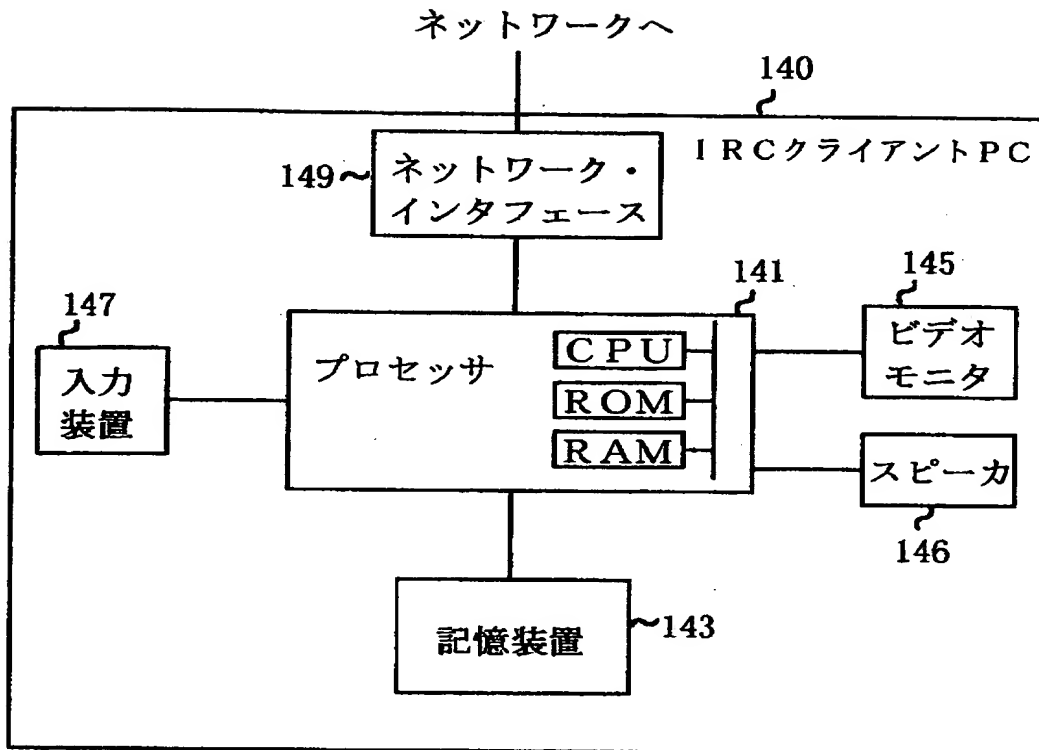 ネットワークへ
140
IRCクライアントPC
149
ネットワーク・
インタフェース
147
入力
装置
141
プロセッサ
CPU
ROM
RAM
145
ビデオ
モニタ
スピーカ
146
記憶装置
143